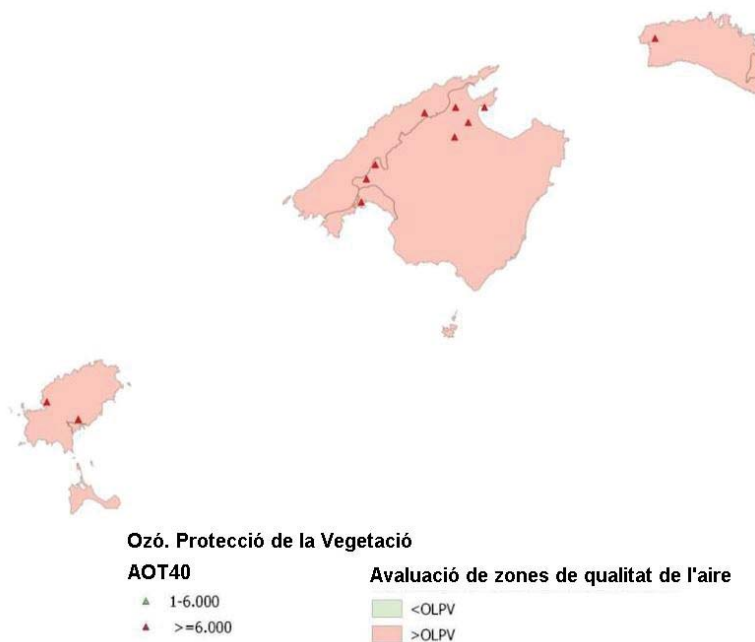 Ozó. Protecció de la Vegetació
AOT40
1-6.000
>=6.000
Avaluació de zones de qualitat de l'aire
<OLPV
>OLPV